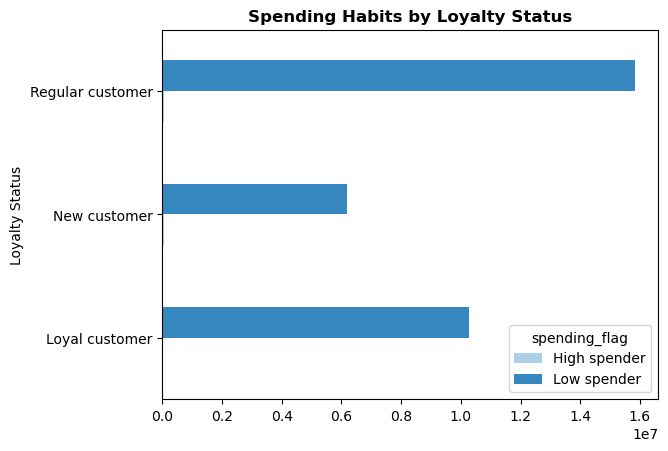 Spending Habits by Loyalty Status
Loyalty Status
Regular customer
New customer
Loyal customer
spending_flag
High spender
Low spender
0.0 0.2 0.4 0.6 0.8 1.0 1.2 1.4 1.6
1e7